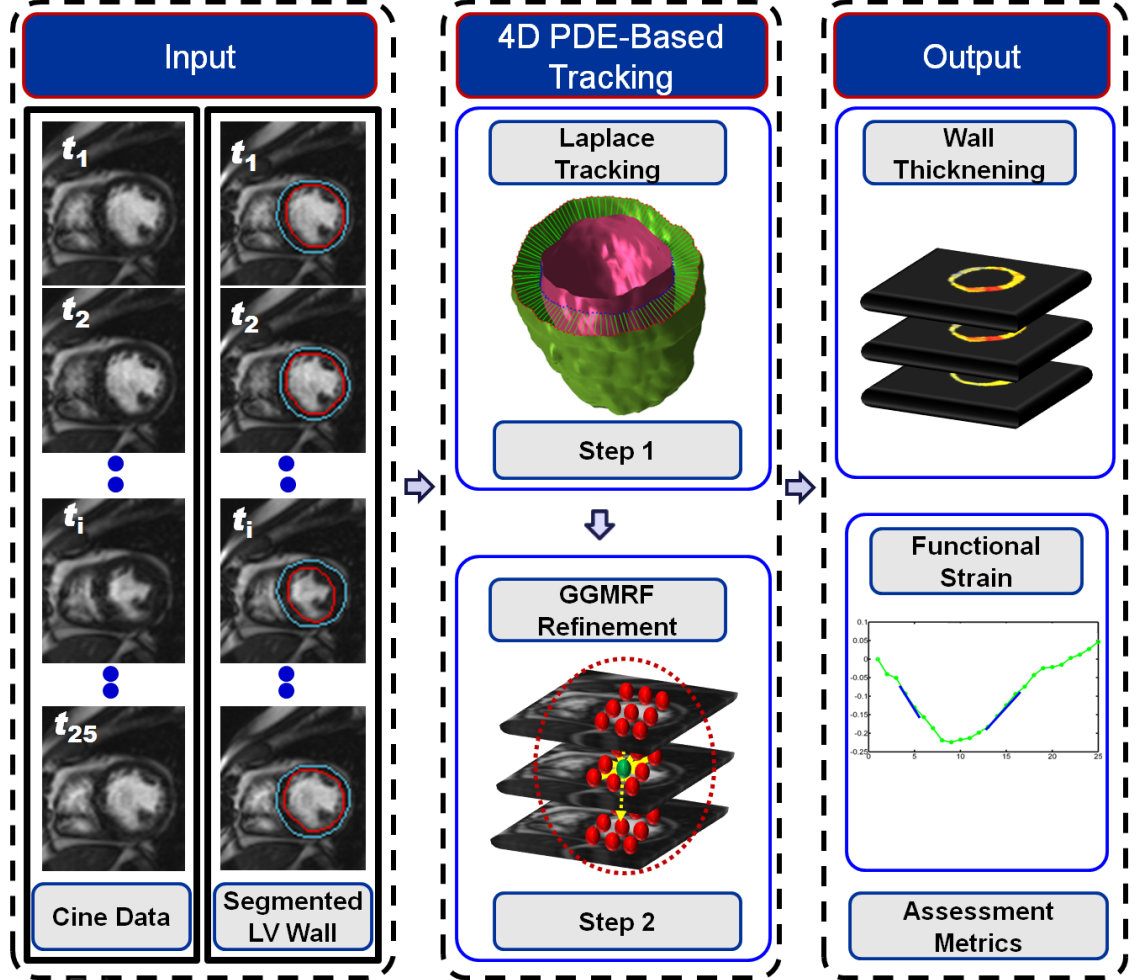 Input
t1
t2
ti
t25
Cine Data
t1
t2
ti
Segmented
LV Wall
4D PDE-Based
Tracking
Laplace
Tracking
Step 1
GGMRF
Refinement
Step 2
Output
Wall
Thicknening
Functional
Strain
0.1
0.05
0
-0.05
-0.1
-0.15
-0.2
-0.25
0
5
10
15
20
25
Assessment
Metrics